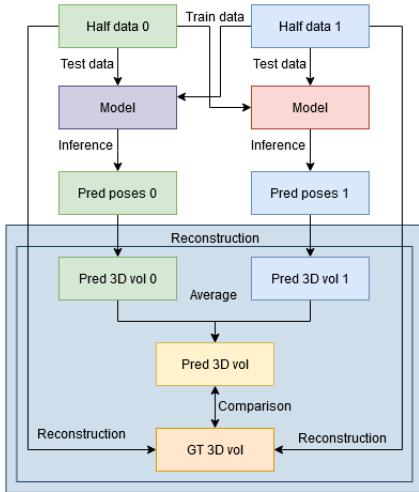 Half data 0
Train data
Half data 1
Test data
Test data
Model
Model
Inference
Inference
Pred poses 0
Pred poses 1
Reconstruction
Pred 3D vol 0
Pred 3D vol 1
Average
Pred 3D vol
Comparison
Reconstruction
GT 3D vol
Reconstruction